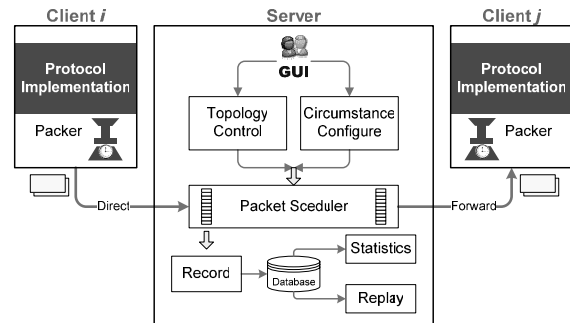 Client i
Server
Client j
Protocol
Implementation
Packer
GUI
Topology
Control
Circumstance
Configure
Protocol
Implementation
Packer
Direct
Packet Sceduler
Forward
Record
Database
Statistics
Replay